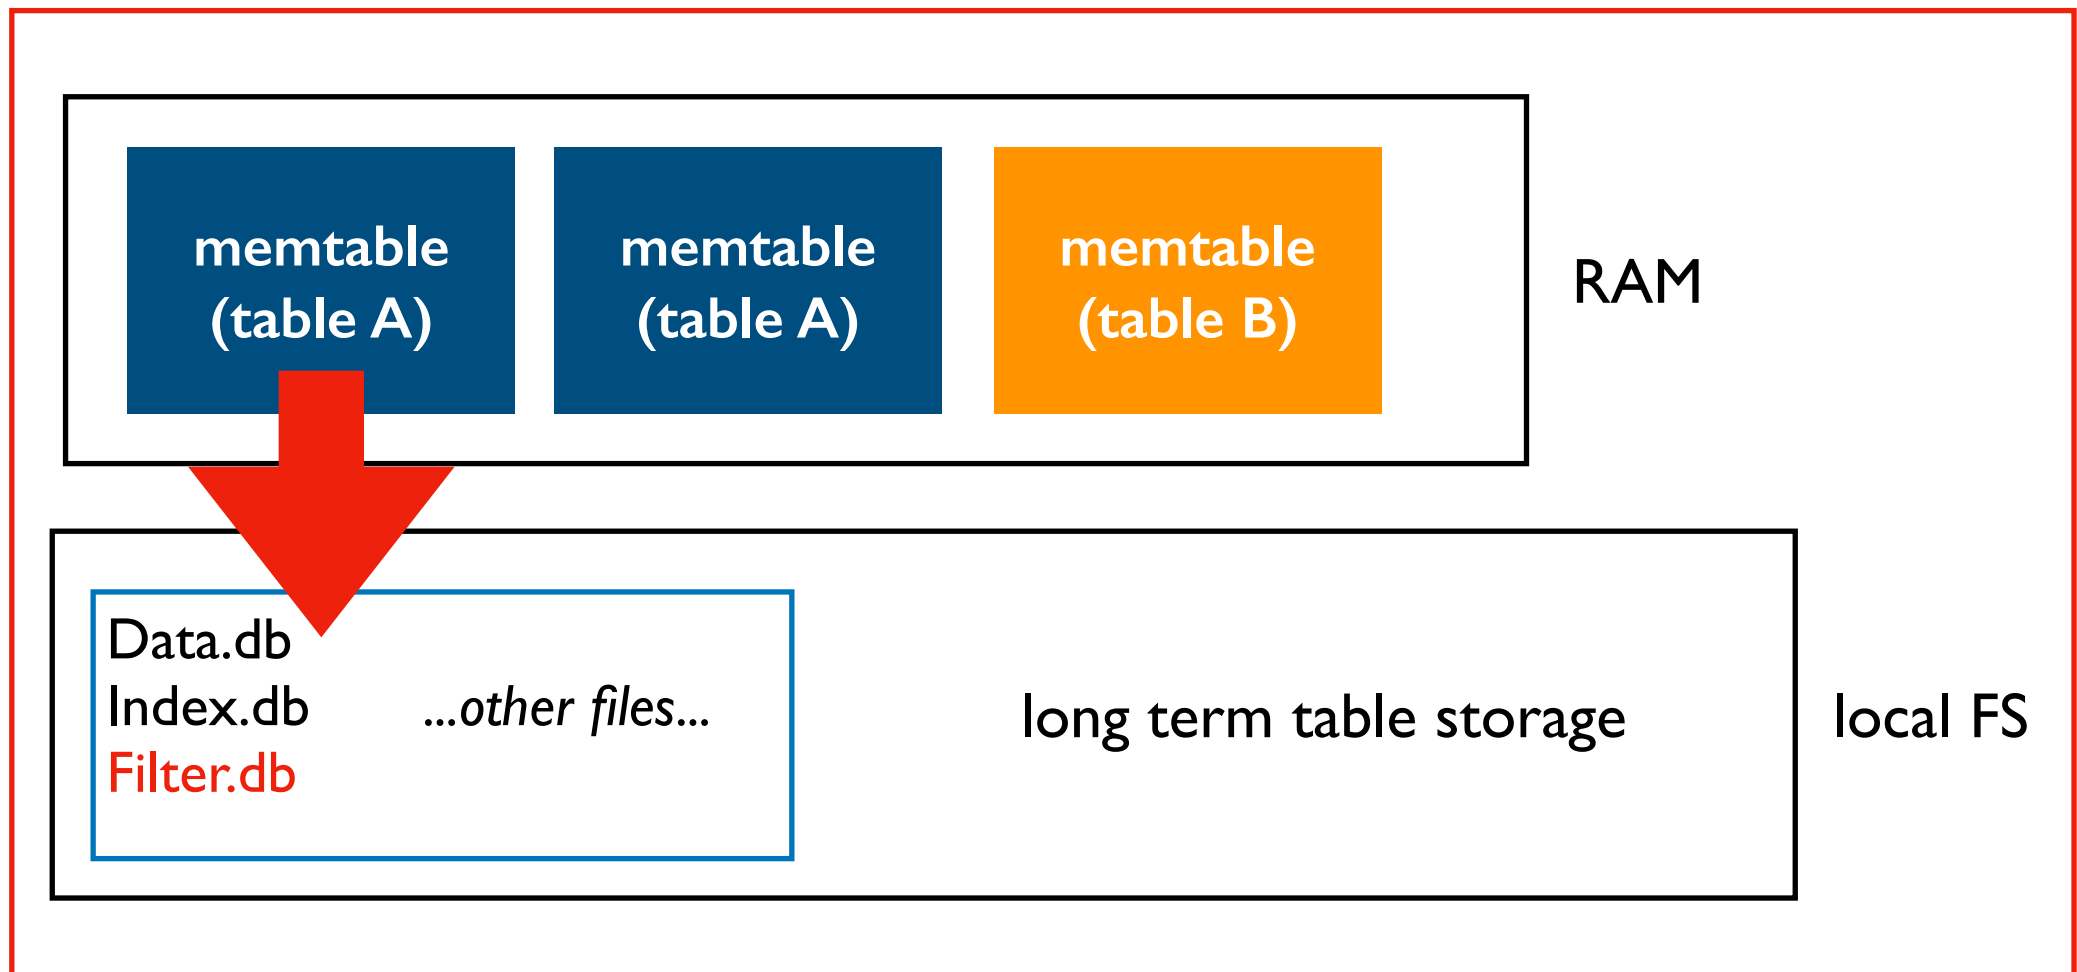 memtable
(table A)
memtable
(table A)
memtable
(table B)
RAM
Data.db
Index.db
...other files...
Filter.db
long term table storage
local FS